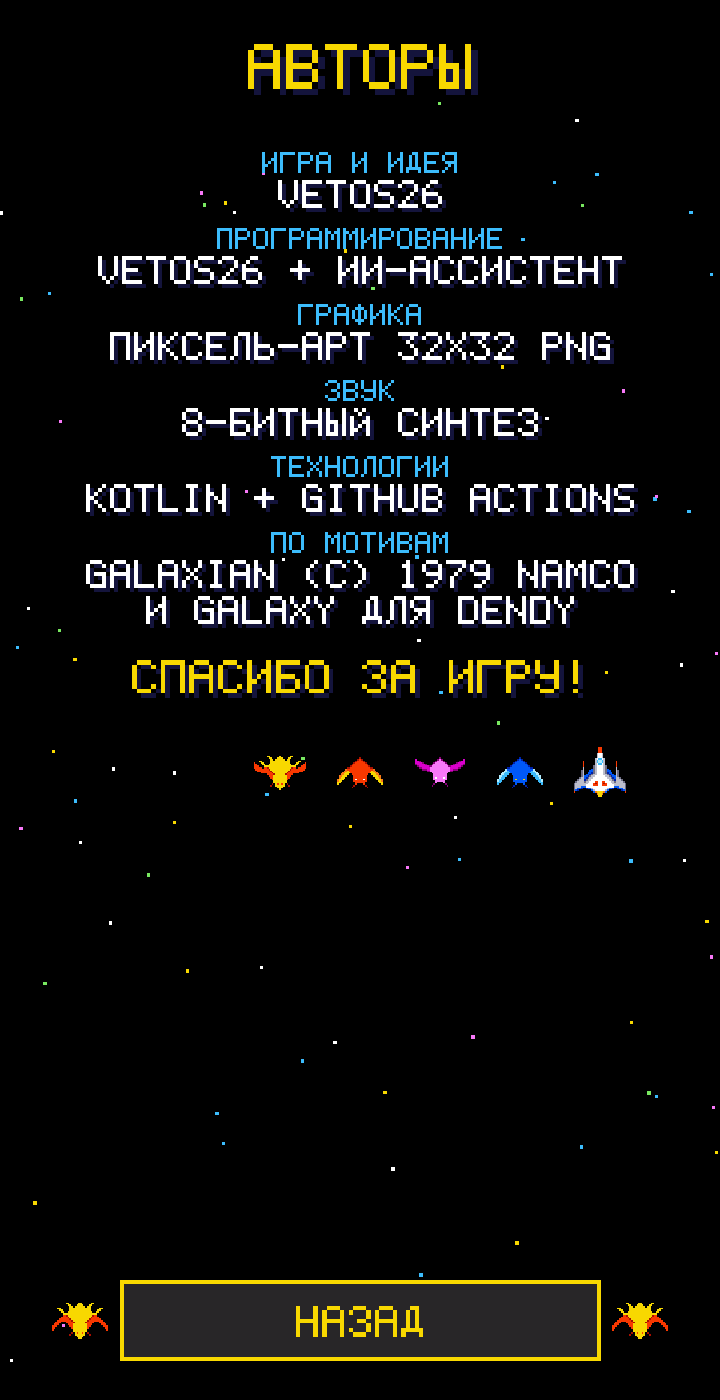 АВТОРЫ
ИГРА И ИДЕЯ
VETOS26
ПРОГРАММИРОВАНИЕ
VETOS26 + ИИ-АССИСТЕНТ
ГРАФИКА
ПИКСЕЛЬ-АРТ 32X32 PNG
ЗВУК
8-БИТНЫЙ СИНТЕЗ
ТЕХНОЛОГИИ
KOTLIN + GITHUB ACTIONS
ПО МОТИВАМ
GALAXIAN (C) 1979 NAMCO
И GALAXY ДЛЯ DENDY
СПАСИБО ЗА ИГРУ!
НАЗАД